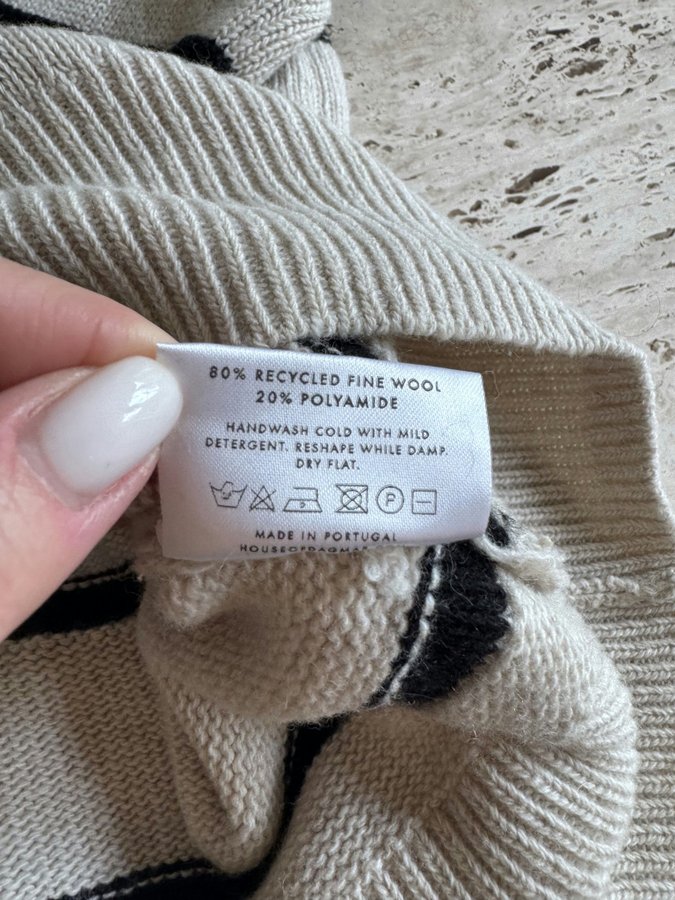 80% RECYCLED FINE WOOL
20% POLYAMIDE
HANDWASH COLD WITH MILD
DETERGENT. RESHAPE WHILE DAMP.
DRY FLAT.
P
MADE IN PORTUGAL
HOUSEOFDAGMAR